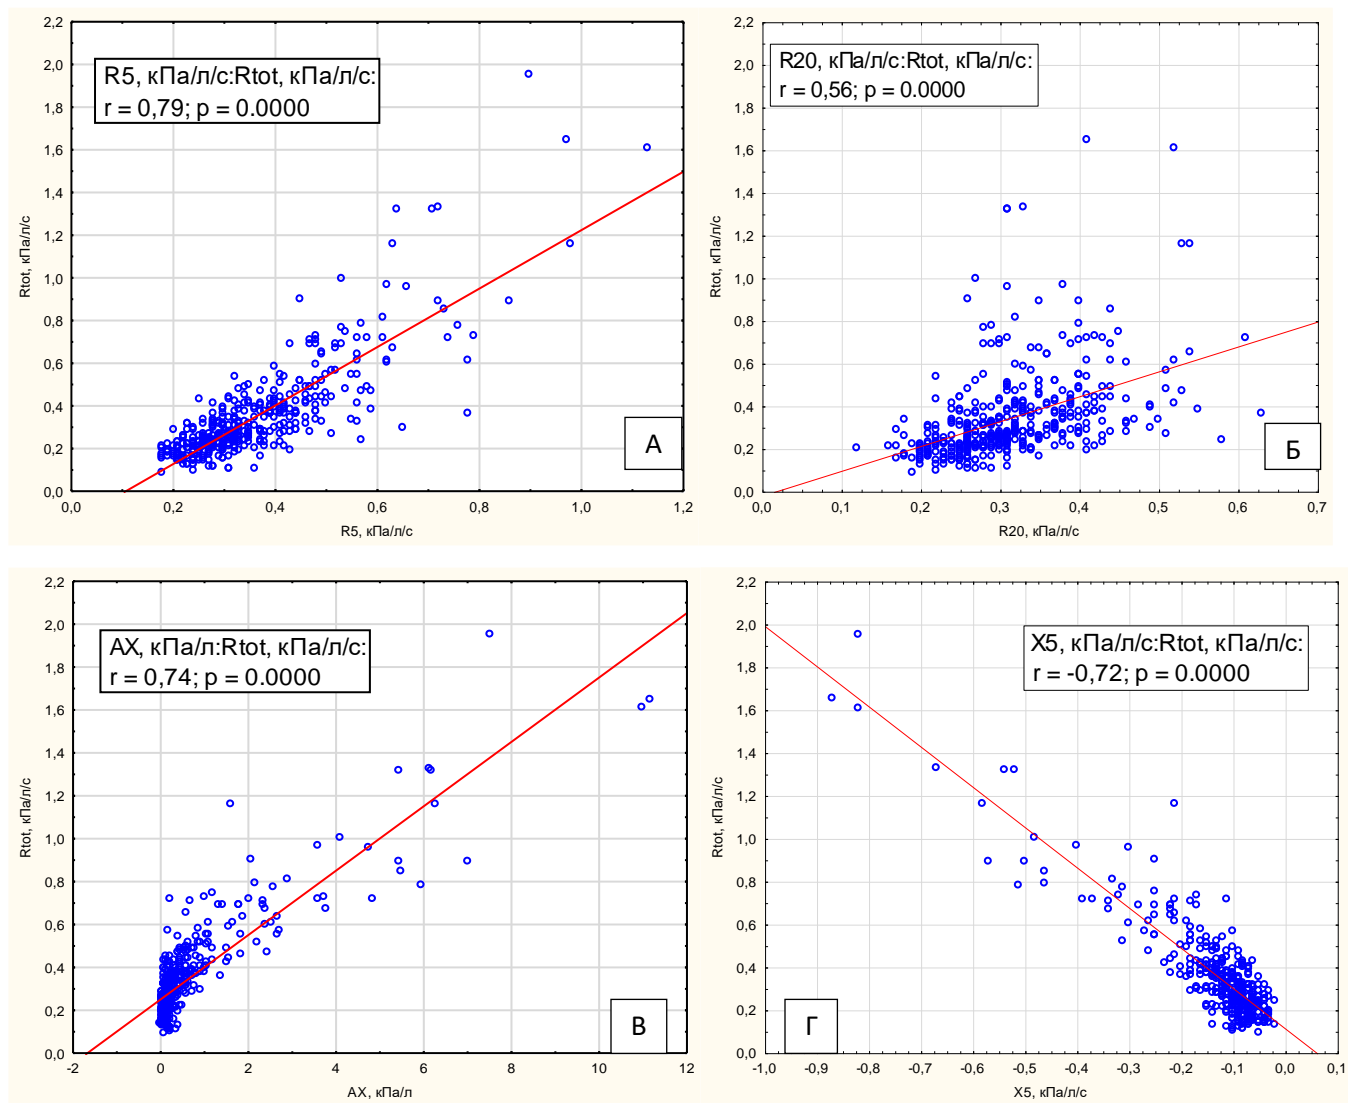 R5, кПа/л/с:Rtot, кПа/л/с:
r = 0,79; p = 0.0000
2,2
2,0
1,8
1,6
1,4
1,2
1,0
0,8
0,6
0,4
0,2
0,0
Rtot, кПа/л/с
0,0 0,2 0,4 0,6 0,8 1,0 1,2
R5, кПа/л/с
А
R20, кПа/л/с:Rtot, кПа/л/с:
r = 0,56; p = 0.0000
2,2
2,0
1,8
1,6
1,4
1,2
1,0
0,8
0,6
0,4
0,2
0,0
Rtot, кПа/л/с
0,0 0,1 0,2 0,3 0,4 0,5 0,6 0,7
R20, кПа/л/с
Б
AX, кПа/л:Rtot, кПа/л/с:
r = 0,74; p = 0.0000
2,2
2,0
1,8
1,6
1,4
1,2
1,0
0,8
0,6
0,4
0,2
0,0
Rtot, кПа/л/с
-2 0 2 4 6 8 10 12
AX, кПа/л
В
X5, кПа/л/с:Rtot, кПа/л/с:
r = -0,72; p = 0.0000
2,2
2,0
1,8
1,6
1,4
1,2
1,0
0,8
0,6
0,4
0,2
0,0
Rtot, кПа/л/с
-1,0 -0,9 -0,8 -0,7 -0,6 -0,5 -0,4 -0,3 -0,2 -0,1 0,0 0,1
X5, кПа/л/с
Г